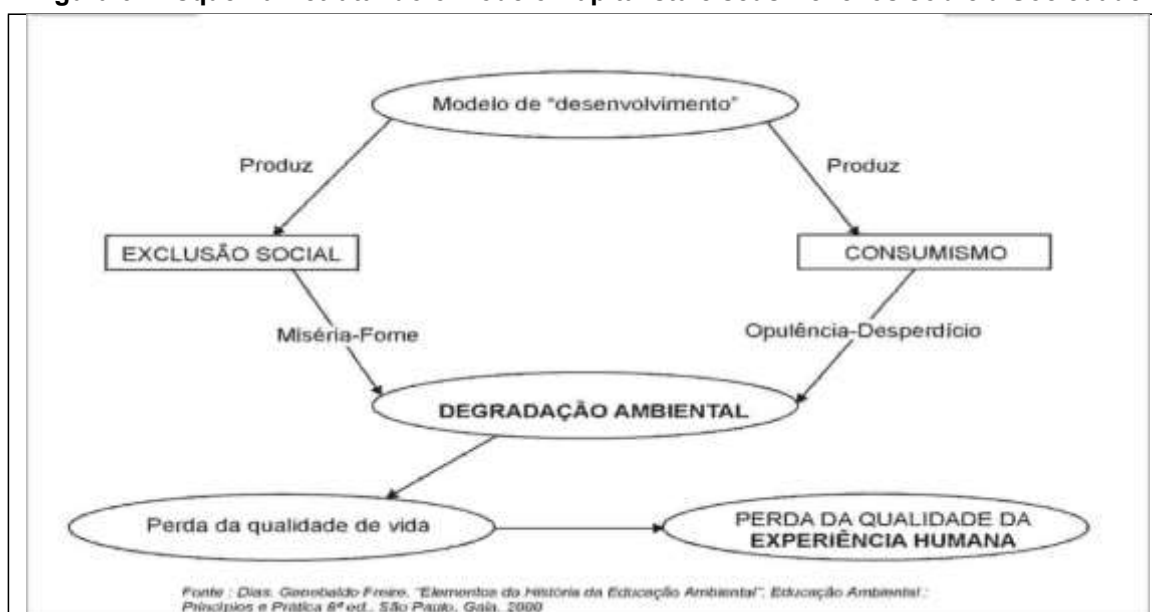 Modelo de "desenvolvimento"
Produz
Produz
EXCLUSÃO SOCIAL
CONSUMISMO
Miséria-Fome
Opulência-Desperdício
DEGRADAÇÃO AMBIENTAL
Perda da qualidade de vida
PERDA DA QUALIDADE DA
EXPERIÊNCIA HUMANA
Fonte : Dias, Genebaldo Freire, "Elementos da História da Educação Ambiental", Educação Ambiental :
Princípios e Prática 6ª ed., São Paulo, Gaia, 2000